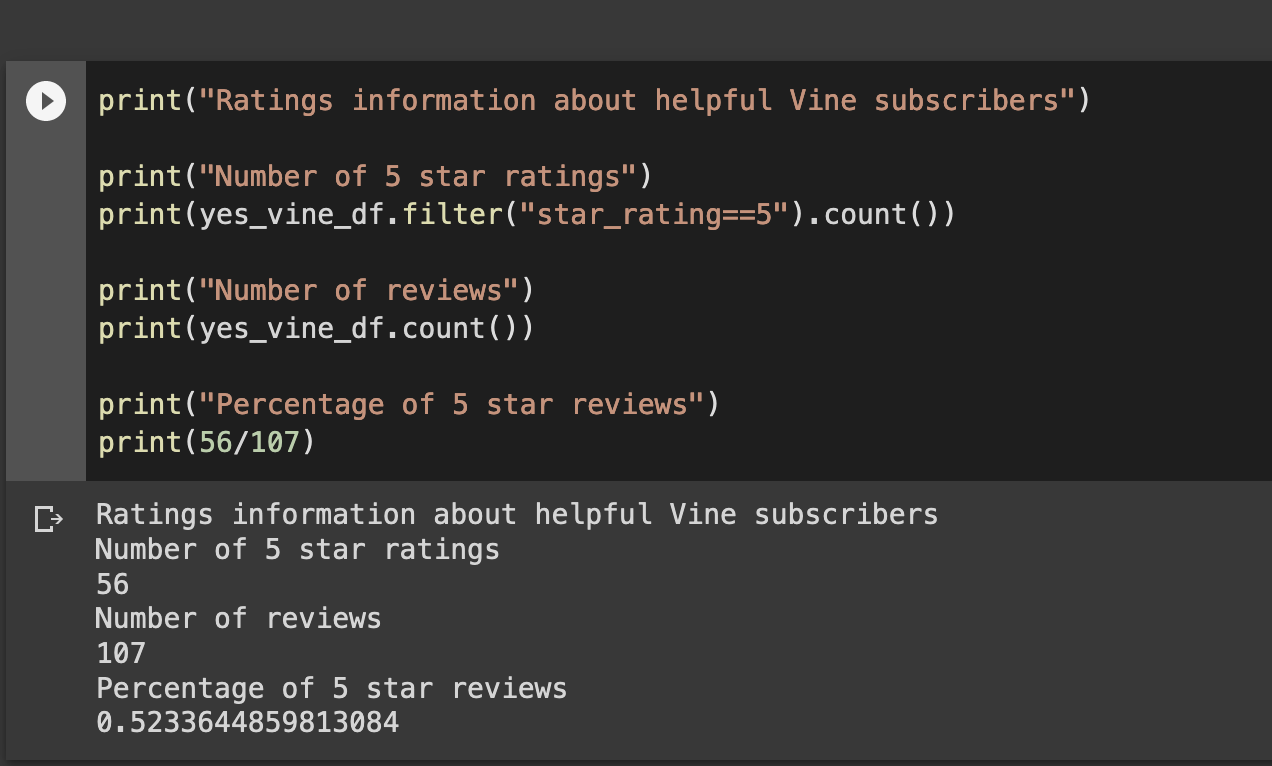 print("Ratings information about helpful Vine subscribers")
print("Number of 5 star ratings")
print(yes_vine_df.filter("star_rating==5").count())
print("Number of reviews")
print(yes_vine_df.count())
print("Percentage of 5 star reviews")
print(56/107)
Ratings information about helpful Vine subscribers
Number of 5 star ratings
56
Number of reviews
107
Percentage of 5 star reviews
0.5233644859813084